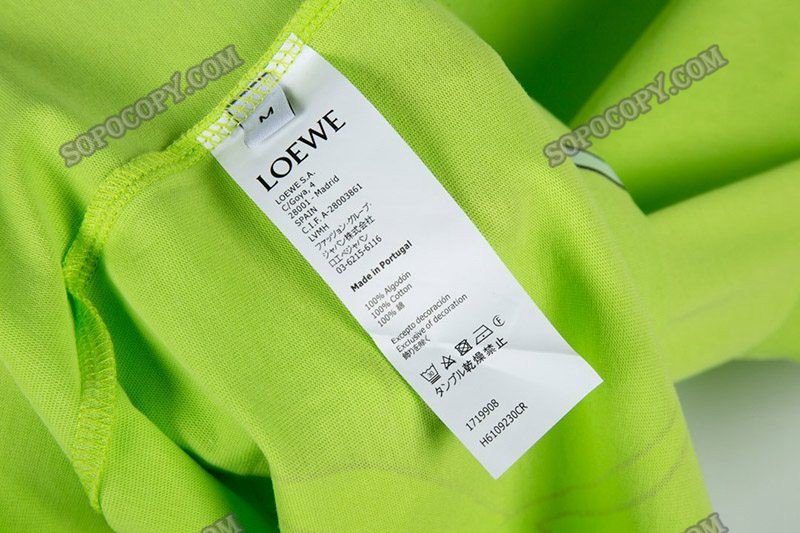 SOPOCOPY.COM
SOPOCOPY.COM
M
LOEWE
LOEWE S.A.
C/Goya, 4
28001 - Madrid
SPAIN
C.I.F. A-28003861
LVMH
ファッション・グループ・
ジャパン株式会社
ロエベジャパン
03-6215-6116
Made in Portugal
100% Algodón
100% Cotton
100% 綿
Excepto decoración
Exclusive of decoration
飾りを除く
30
F
タンブル乾燥禁止
1719908
H6109230CR